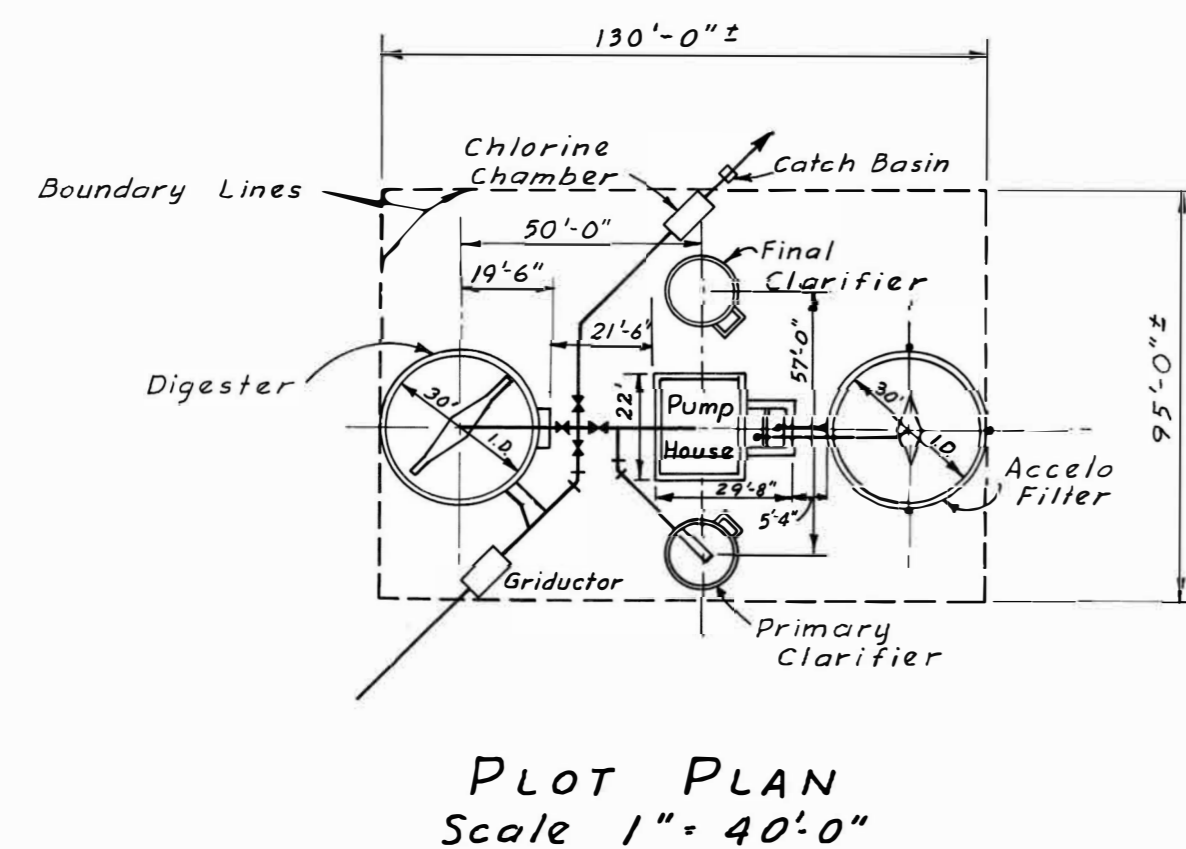 130'-0" ±
Chlorine
Chamber
Catch Basin
Boundary Lines
50'-0"
Final
Clarifier
19'-6"
21'-6"
57'-0"
95'-0" ±
Digester
30'
I.D.
22'
Pump
House
30'
I.D.
29'-8"
5'-4"
Accelo
Filter
Griductor
Primary
Clarifier
PLOT PLAN
Scale 1" = 40'-0"